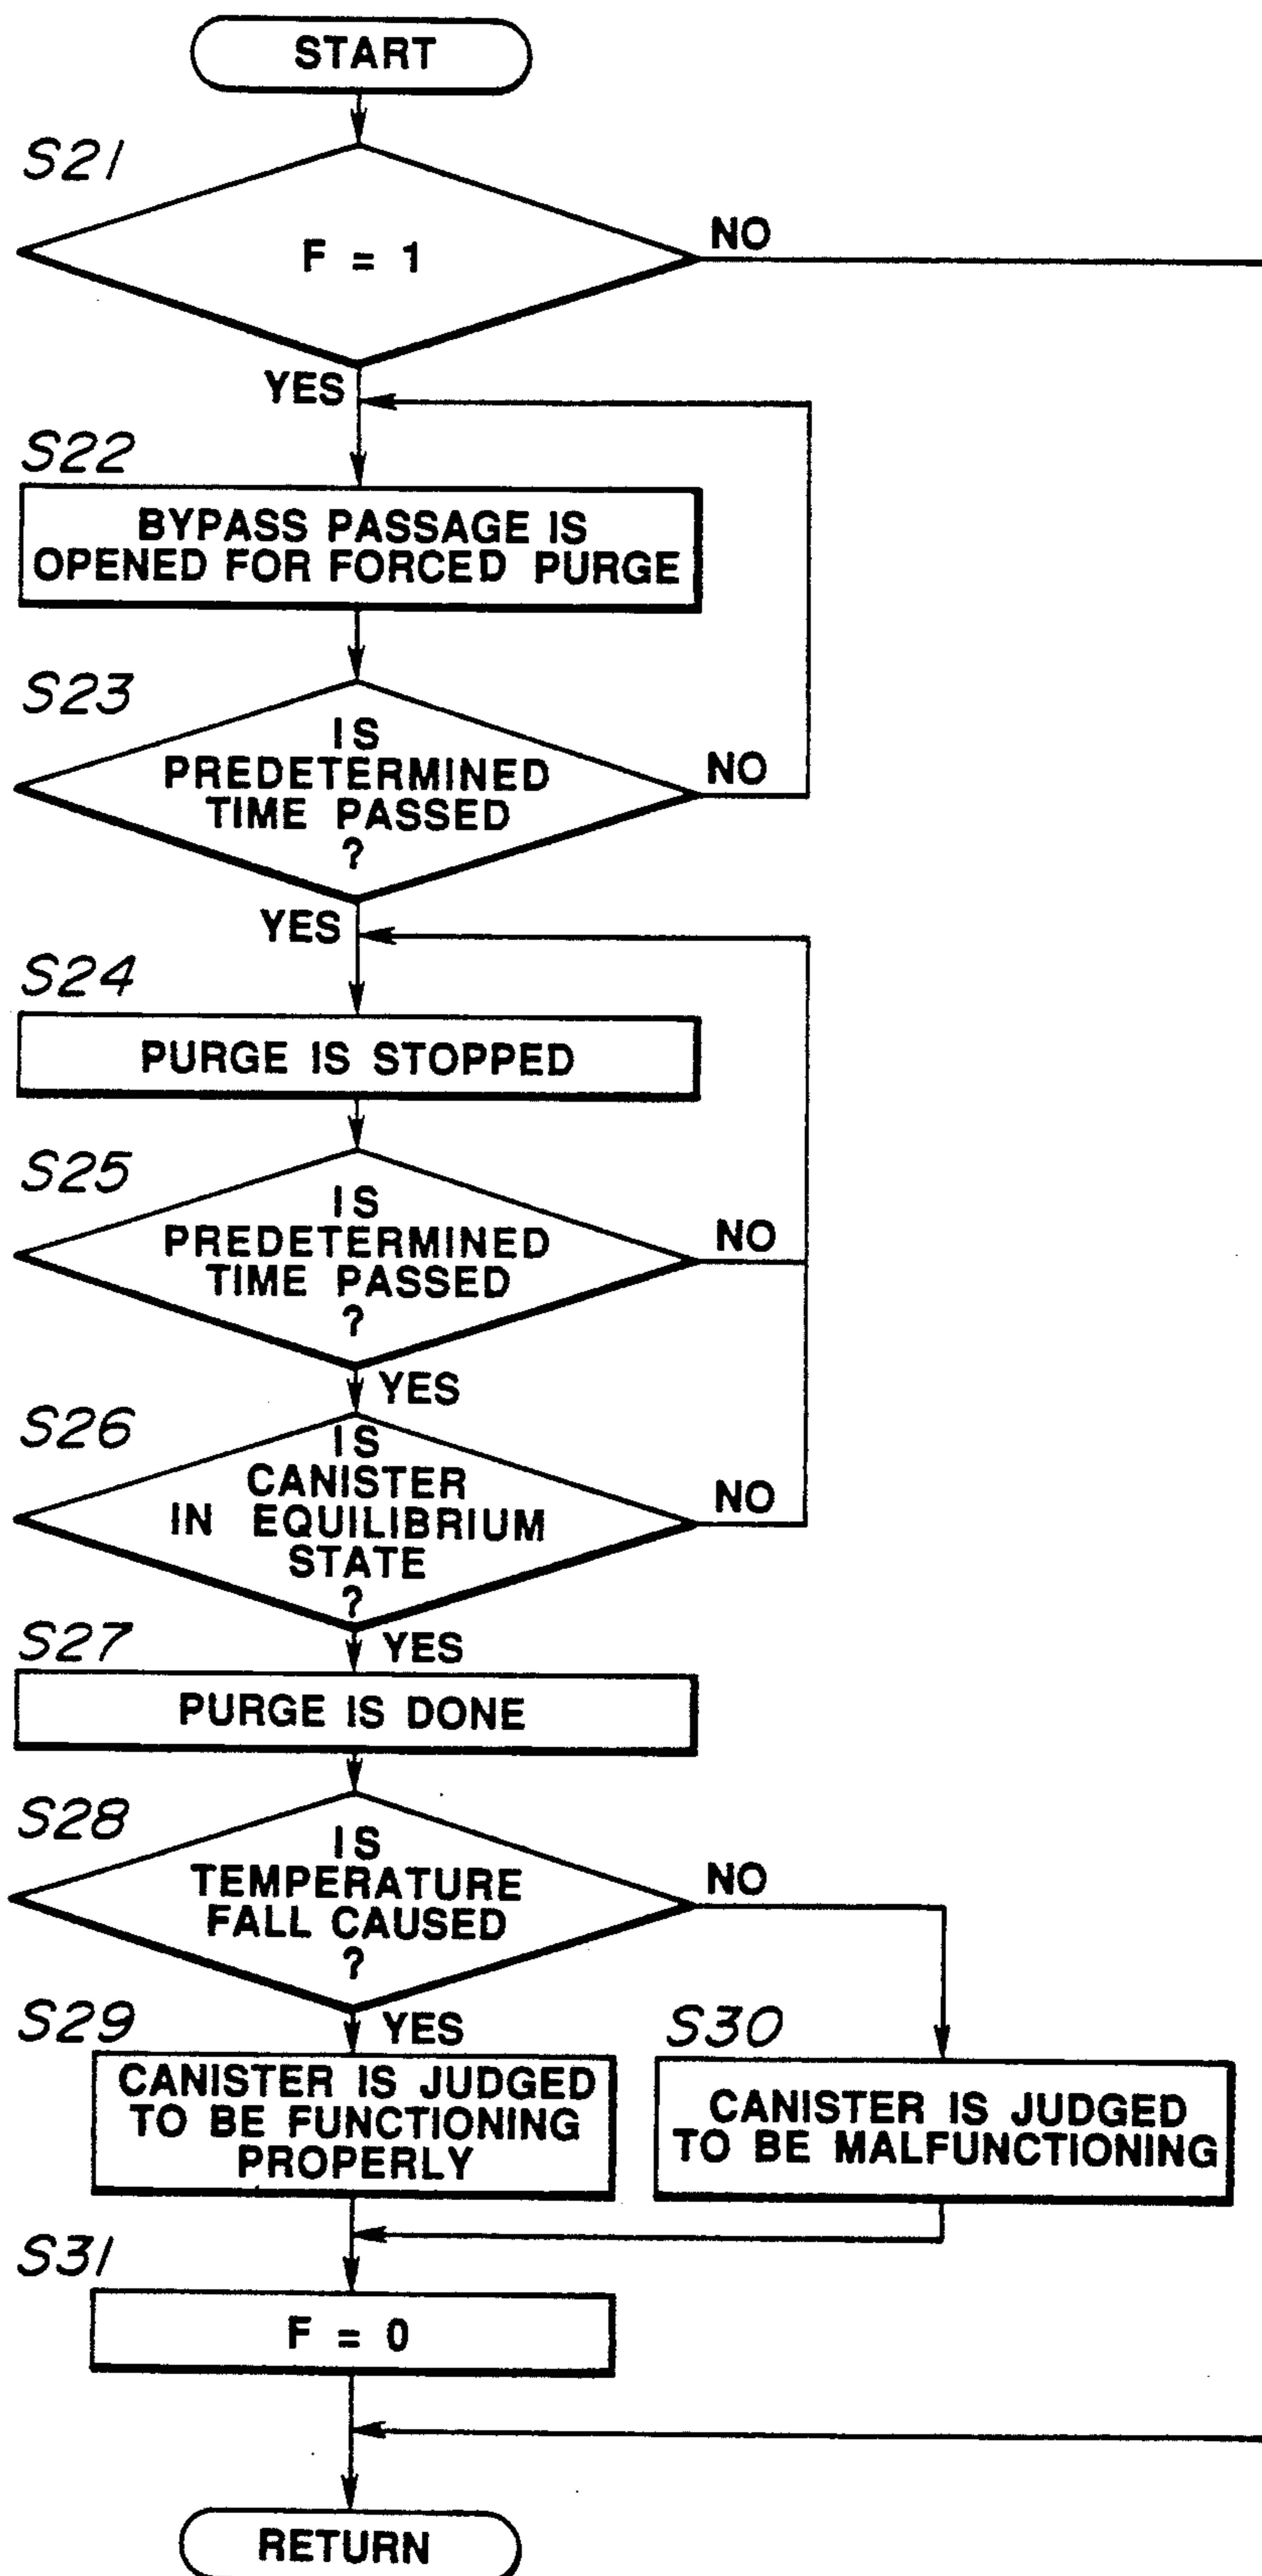 START
S21
F = 1
NO
YES
S22
BYPASS PASSAGE IS
OPENED FOR FORCED PURGE
S23
IS
PREDETERMINED
TIME PASSED
?
NO
YES
S24
PURGE IS STOPPED
S25
IS
PREDETERMINED
TIME PASSED
?
NO
YES
S26
IS
CANISTER
IN EQUILIBRIUM
STATE
?
NO
YES
S27
PURGE IS DONE
S28
IS
TEMPERATURE
FALL CAUSED
?
NO
YES
S29
CANISTER IS JUDGED
TO BE FUNCTIONING
PROPERLY
S30
CANISTER IS JUDGED
TO BE MALFUNCTIONING
S31
F = 0
RETURN